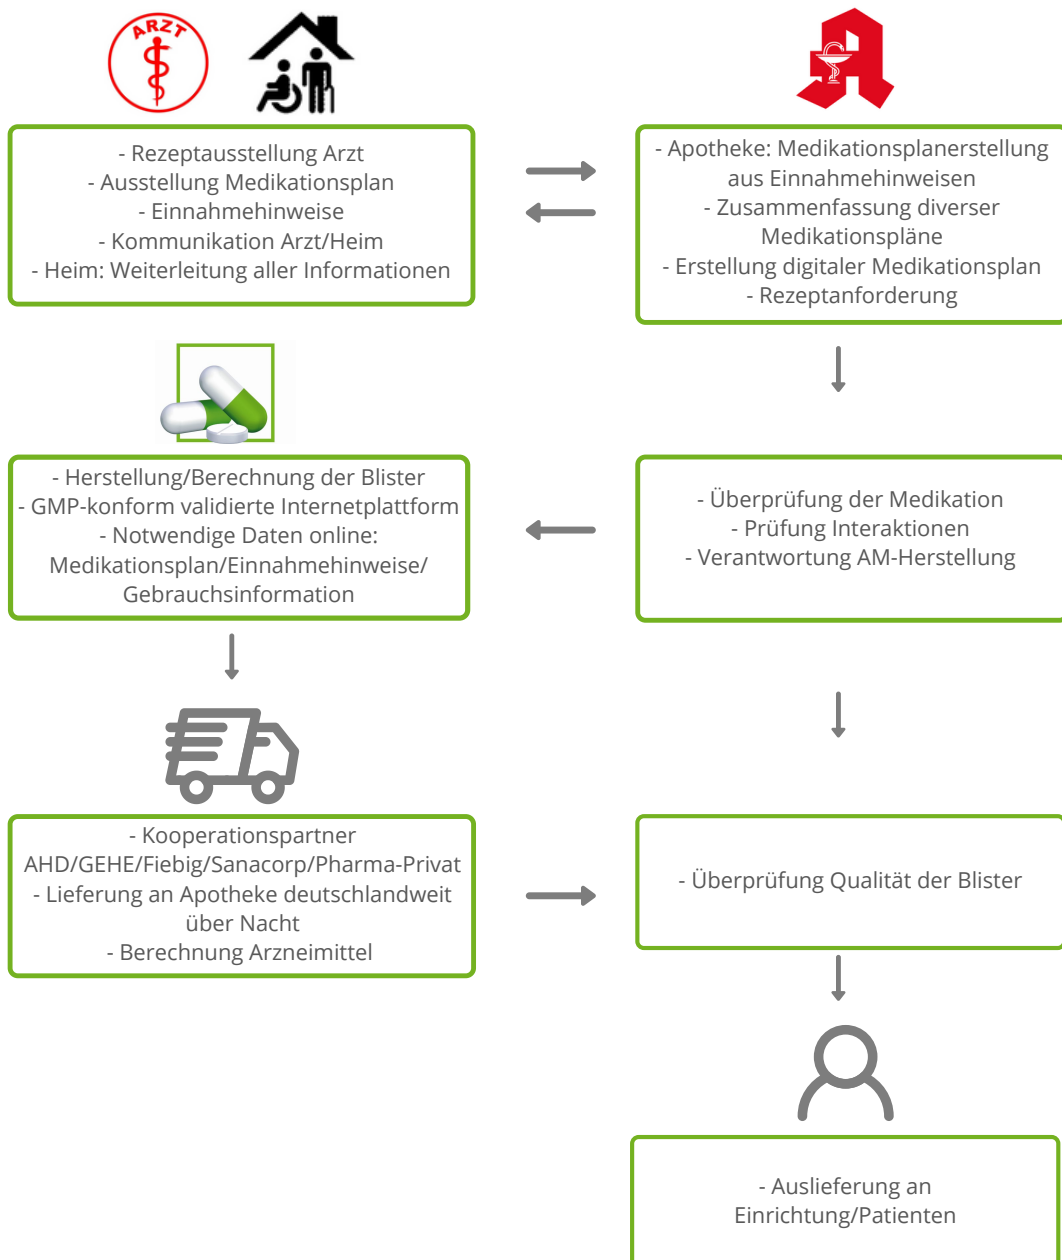 ARZT
- Rezeptausstellung Arzt
- Ausstellung Medikationsplan
- Einnahmehinweise
- Kommunikation Arzt/Heim
- Heim: Weiterleitung aller Informationen
- Apotheke: Medikationsplanerstellung
aus Einnahmehinweisen
- Zusammenfassung diverser
Medikationspläne
- Erstellung digitaler Medikationsplan
- Rezeptanforderung
- Herstellung/Berechnung der Blister
- GMP-konform validierte Internetplattform
- Notwendige Daten online:
Medikationsplan/Einnahmehinweise/
Gebrauchsinformation
- Überprüfung der Medikation
- Prüfung Interaktionen
- Verantwortung AM-Herstellung
- Kooperationspartner
AHD/GEHE/Fiebig/Sanacorp/Pharma-Privat
- Lieferung an Apotheke deutschlandweit
über Nacht
- Berechnung Arzneimittel
- Überprüfung Qualität der Blister
- Auslieferung an
Einrichtung/Patienten